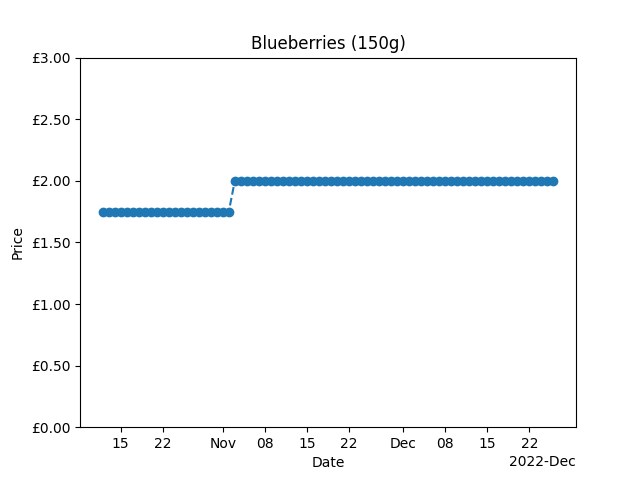 Blueberries (150g)
£3.00
£2.50
£2.00
£1.50
£1.00
£0.50
£0.00
Price
15 22 Nov 08 15 22 Dec 08 15 22
Date
2022-Dec